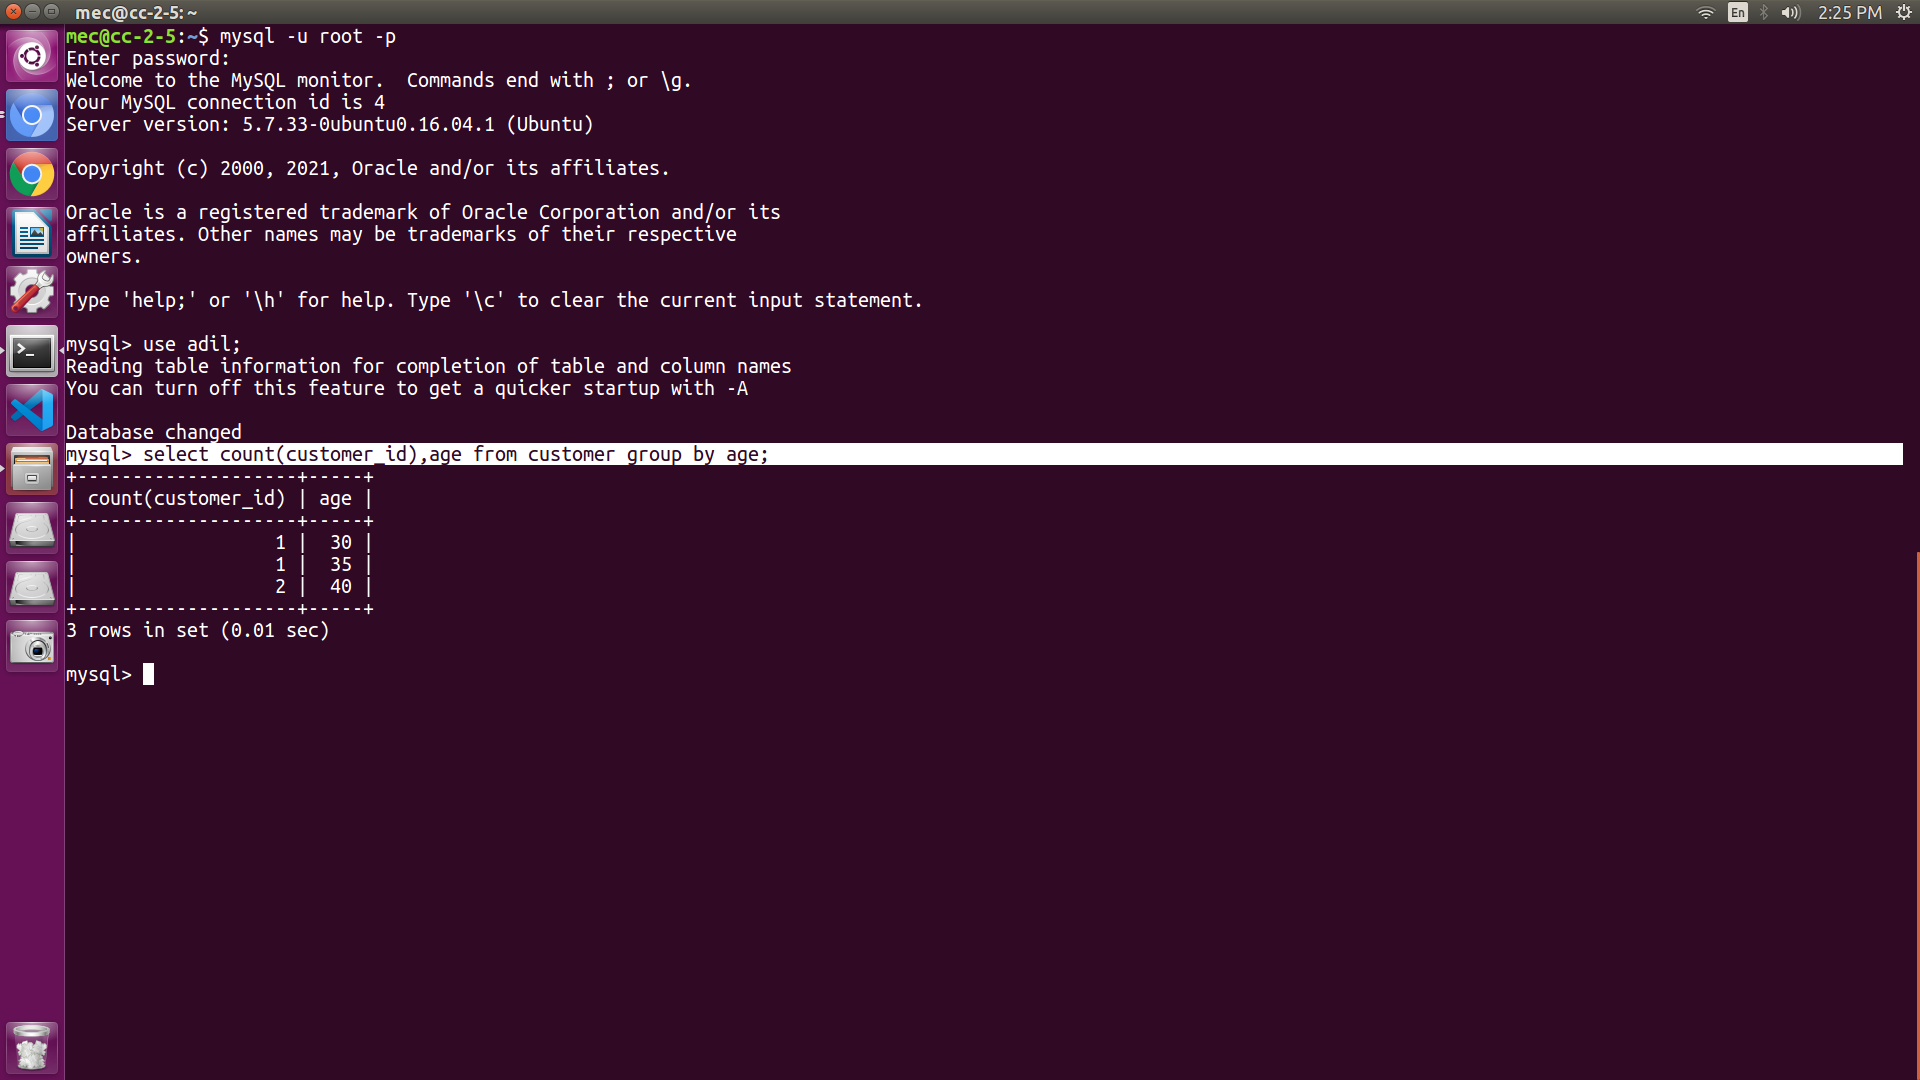 mec@cc-2-5: ~
En
2:25 PM
mec@cc-2-5:~$ mysql -u root -p
Enter password:
Welcome to the MySQL monitor.  Commands end with ; or \g.
Your MySQL connection id is 4
Server version: 5.7.33-0ubuntu0.16.04.1 (Ubuntu)
Copyright (c) 2000, 2021, Oracle and/or its affiliates.
Oracle is a registered trademark of Oracle Corporation and/or its
affiliates. Other names may be trademarks of their respective
owners.
Type 'help;' or '\h' for help. Type '\c' to clear the current input statement.
mysql> use adil;
Reading table information for completion of table and column names
You can turn off this feature to get a quicker startup with -A
Database changed
mysql> select count(customer_id),age from customer group by age;
+--------------------+-----+
| count(customer_id) | age |
+--------------------+-----+
|                  1 |  30 |
|                  1 |  35 |
|                  2 |  40 |
+--------------------+-----+
3 rows in set (0.01 sec)
mysql>